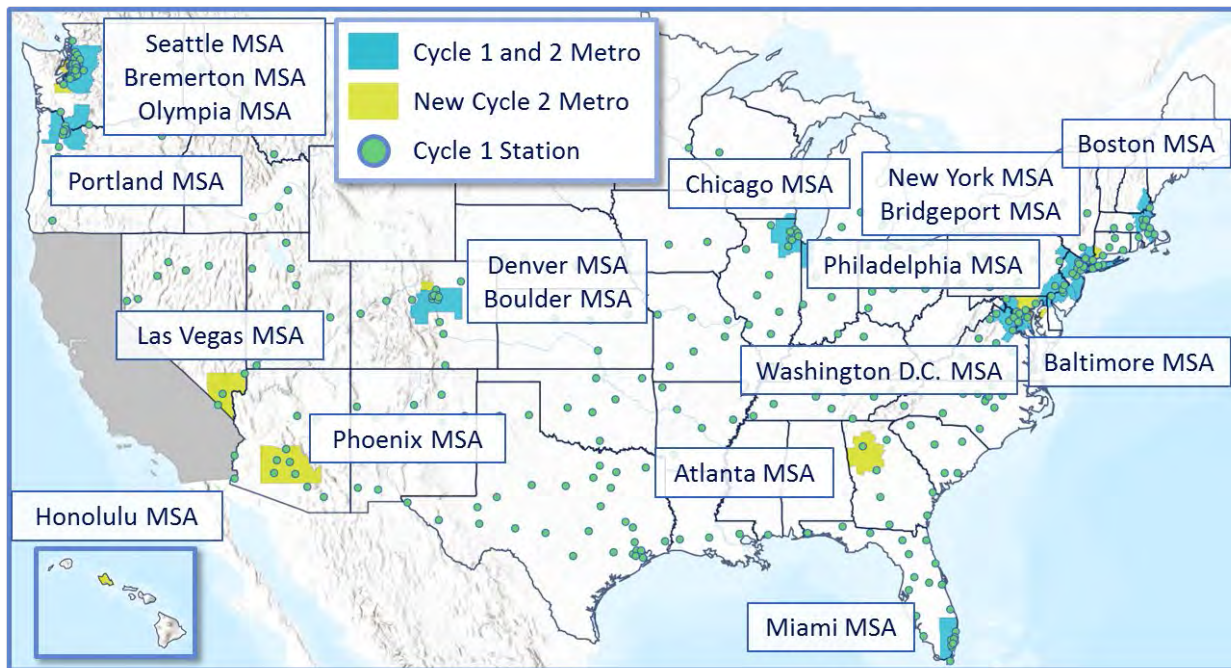 Seattle MSA
Bremerton MSA
Olympia MSA
Cycle 1 and 2 Metro
New Cycle 2 Metro
Cycle 1 Station
Portland MSA
Chicago MSA
New York MSA
Bridgeport MSA
Boston MSA
Denver MSA
Boulder MSA
Philadelphia MSA
Las Vegas MSA
Washington D.C. MSA
Baltimore MSA
Phoenix MSA
Atlanta MSA
Honolulu MSA
Miami MSA